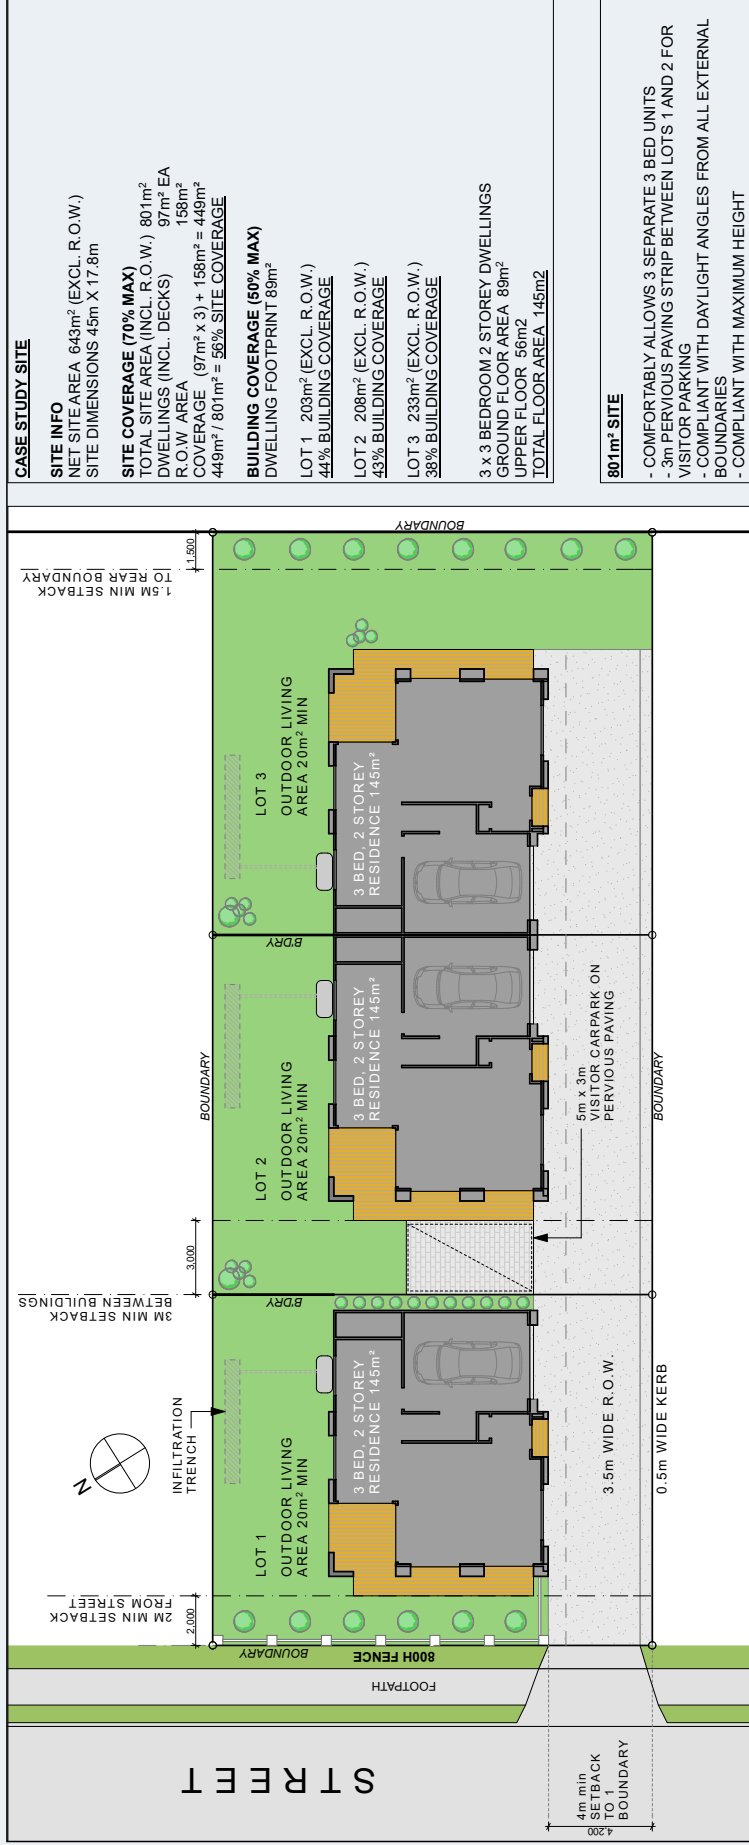 CASE STUDY SITE
SITE INFO
NET SITE AREA 643m² (EXCL. R.O.W.)
SITE DIMENSIONS 45m X 17.8m
SITE COVERAGE (70% MAX)
TOTAL SITE AREA (INCL. R.O.W.) 801m²
DWELLINGS (INCL. DECKS) 97m² EA
R.O.W AREA 158m²
COVERAGE (97m² x 3) + 158m² = 449m²
449m² / 801m² = 56% SITE COVERAGE
BUILDING COVERAGE (50% MAX)
DWELLING FOOTPRINT 89m²
LOT 1 203m² (EXCL. R.O.W.)
44% BUILDING COVERAGE
LOT 2 208m² (EXCL. R.O.W.)
43% BUILDING COVERAGE
LOT 3 233m² (EXCL. R.O.W.)
38% BUILDING COVERAGE
3 x 3 BEDROOM 2 STOREY DWELLINGS
GROUND FLOOR AREA 89m²
UPPER FLOOR 56m2
TOTAL FLOOR AREA 145m2
801m² SITE
- COMFORTABLY ALLOWS 3 SEPARATE 3 BED UNITS
- 3m PERVIOUS PAVING STRIP BETWEEN LOTS 1 AND 2 FOR
VISITOR PARKING
- COMPLIANT WITH DAYLIGHT ANGLES FROM ALL EXTERNAL
BOUNDARIES
- COMPLIANT WITH MAXIMUM HEIGHT
1.5M MIN SETBACK
TO REAR BOUNDARY
1,500
BOUNDARY
LOT 3
OUTDOOR LIVING
AREA 20m² MIN
3 BED, 2 STOREY
RESIDENCE 145m²
B'DRY
BOUNDARY
LOT 2
OUTDOOR LIVING
AREA 20m² MIN
3 BED, 2 STOREY
RESIDENCE 145m²
5m x 3m
VISITOR CARPARK ON
PERVIOUS PAVING
BOUNDARY
3M MIN SETBACK
BETWEEN BUILDINGS
3,000
B'DRY
N
INFILTRATION
TRENCH
LOT 1
OUTDOOR LIVING
AREA 20m² MIN
3 BED, 2 STOREY
RESIDENCE 145m²
3.5m WIDE R.O.W.
0.5m WIDE KERB
2M MIN SETBACK
FROM STREET
2,000
BOUNDARY
800H FENCE
FOOTPATH
STREET
4m min
SETBACK
TO 1
BOUNDARY
4,200